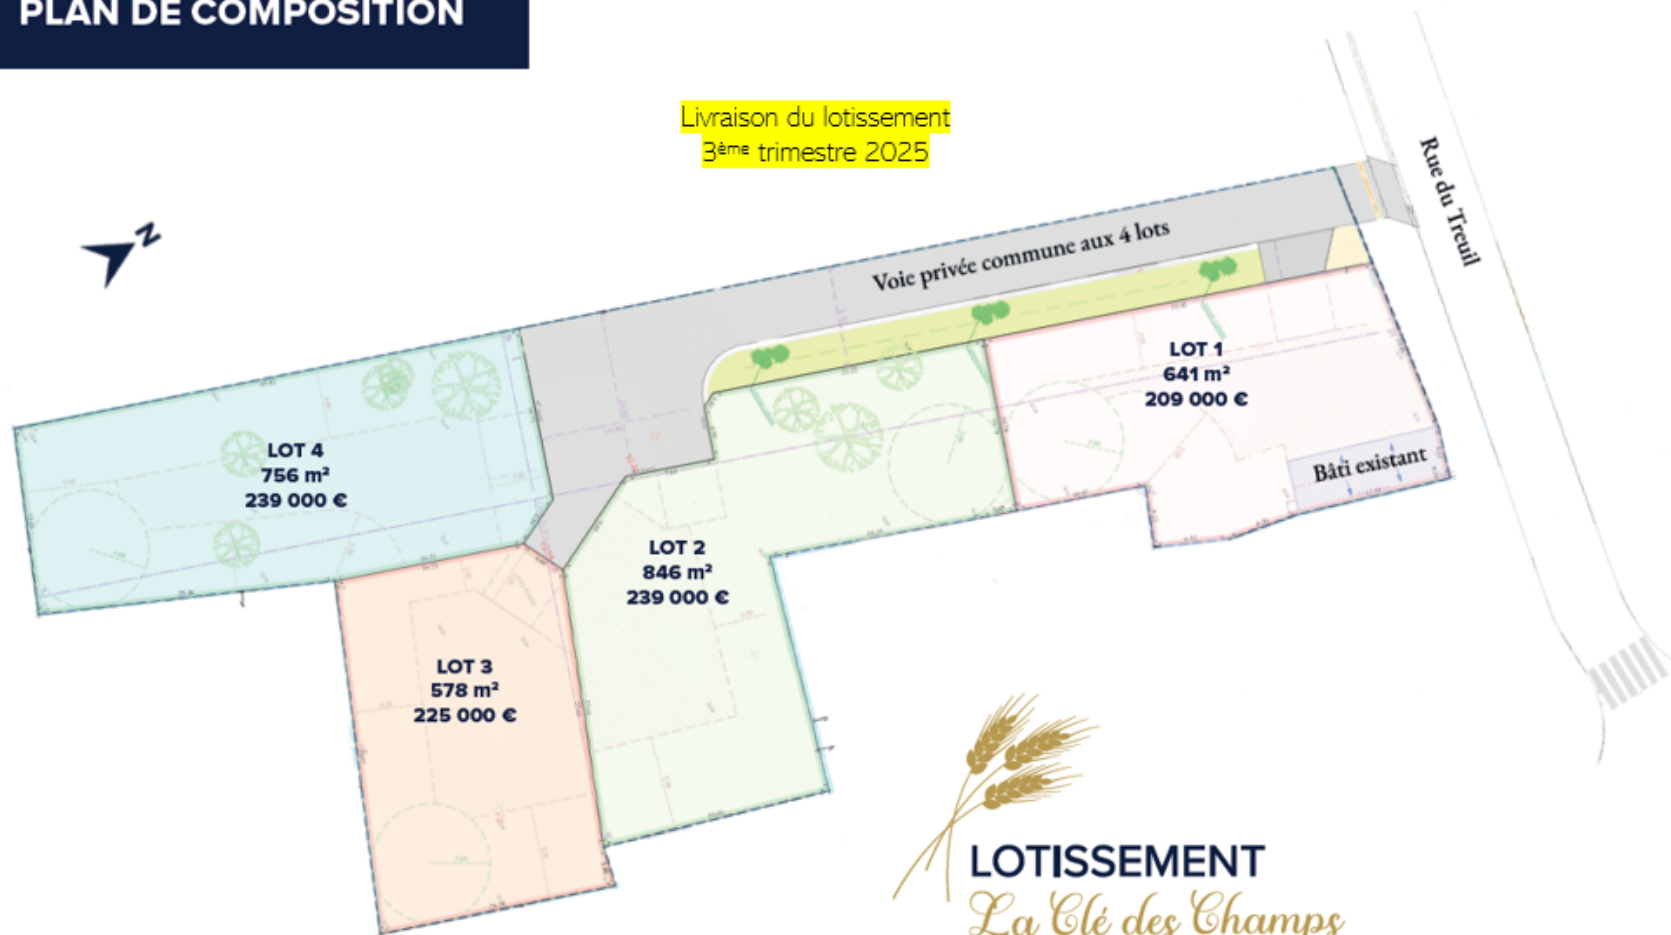 PLAN DE COMPOSITION
Livraison du lotissement
3ème trimestre 2025
N
Rue du Treuil
Voie privée commune aux 4 lots
LOT 1
641 m²
209 000 €
Bâti existant
LOT 4
756 m²
239 000 €
LOT 2
846 m²
239 000 €
LOT 3
578 m²
225 000 €
LOTISSEMENT
La Clé des Champs